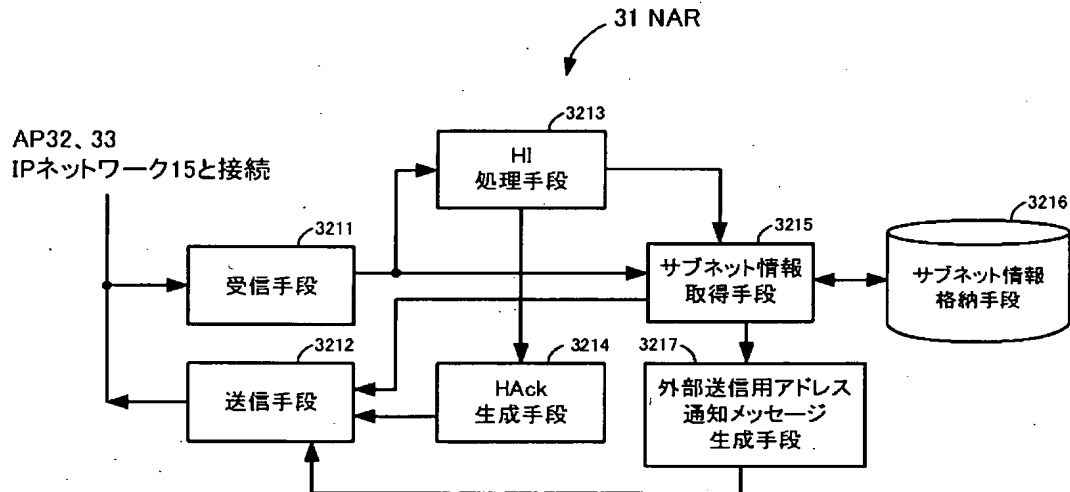 31 NAR
AP32、33
IPネットワーク15と接続
3213
HI
処理手段
3211
受信手段
3215
サブネット情報
取得手段
3216
サブネット情報
格納手段
3212
送信手段
3214
HAck
生成手段
3217
外部送信用アドレス
通知メッセージ
生成手段